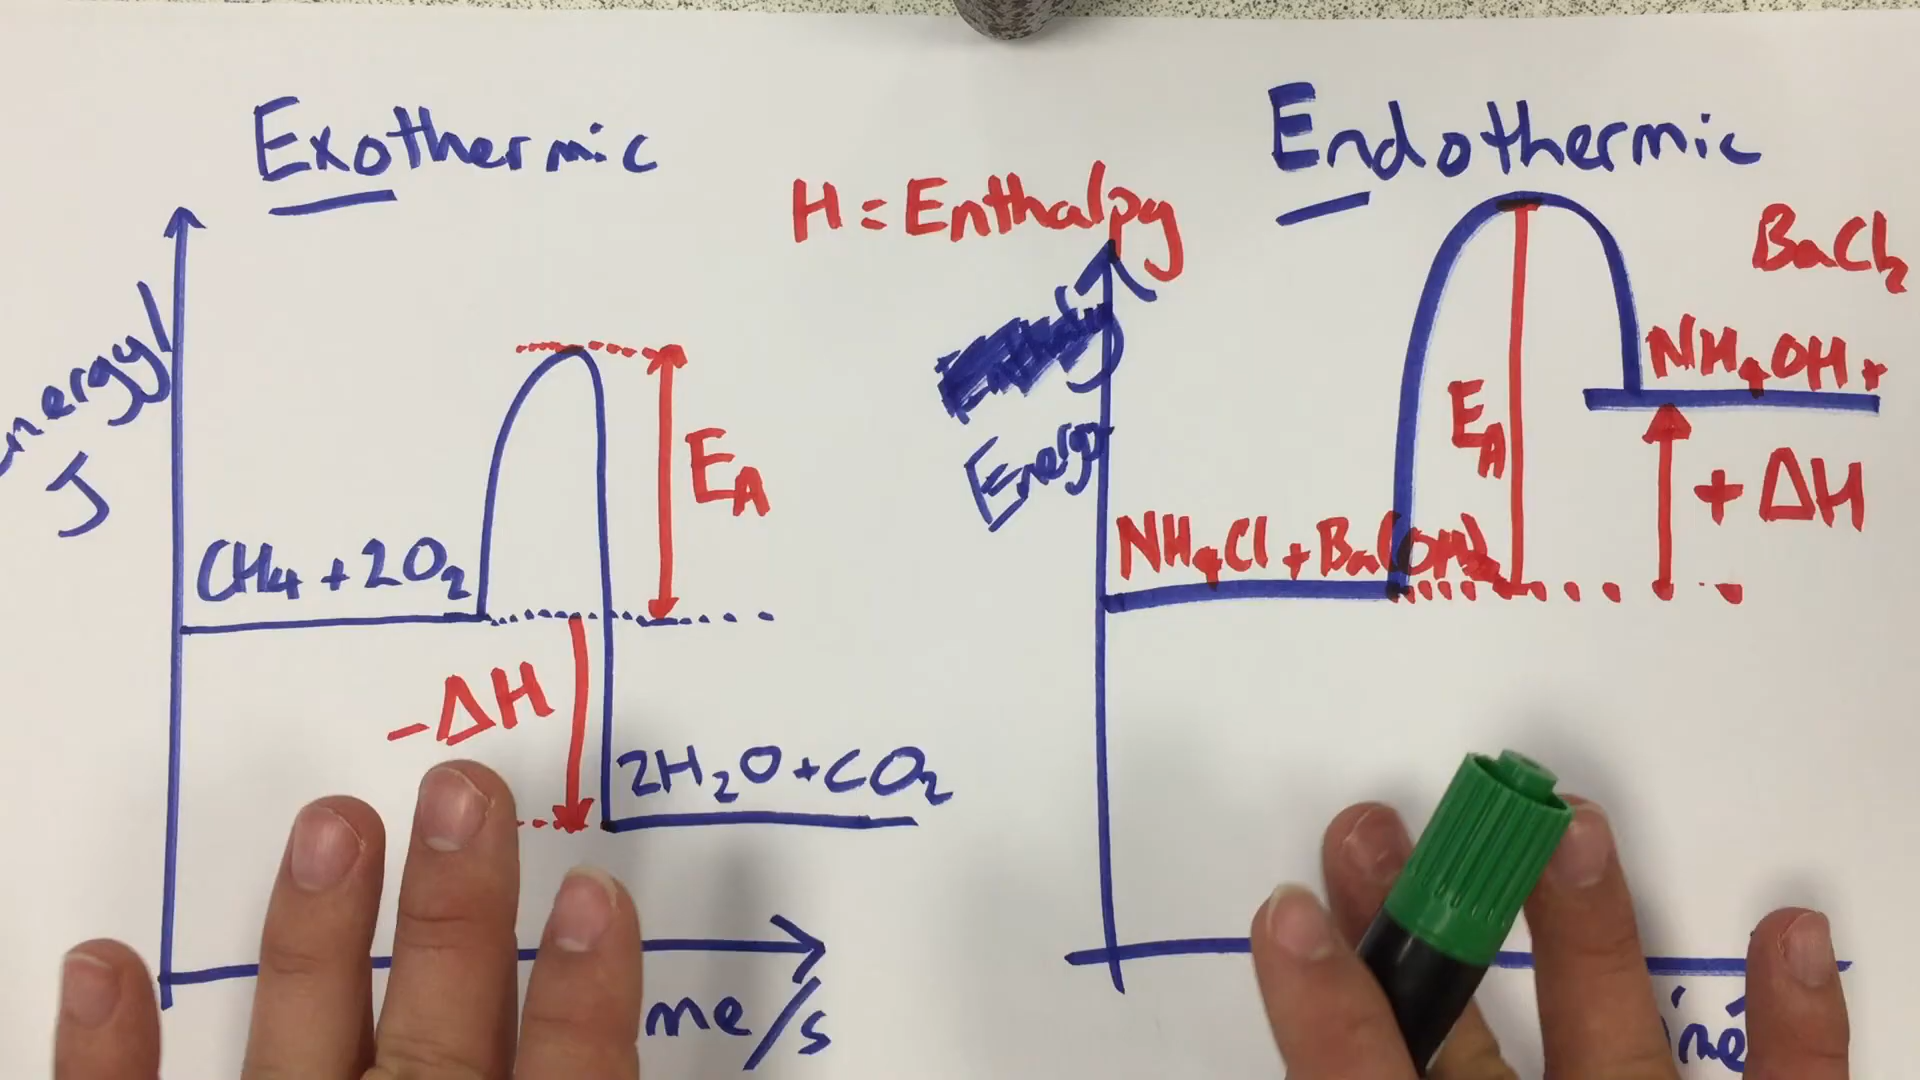 Exothermic
H = Enthalpy
Energy/
J
EA
CH4 + 2O2
-ΔH
2H2O + CO2
me/s
Endothermic
Energy
BaCl2
NH4OH +
EA
+ ΔH
NH4Cl + Ba(OH)2